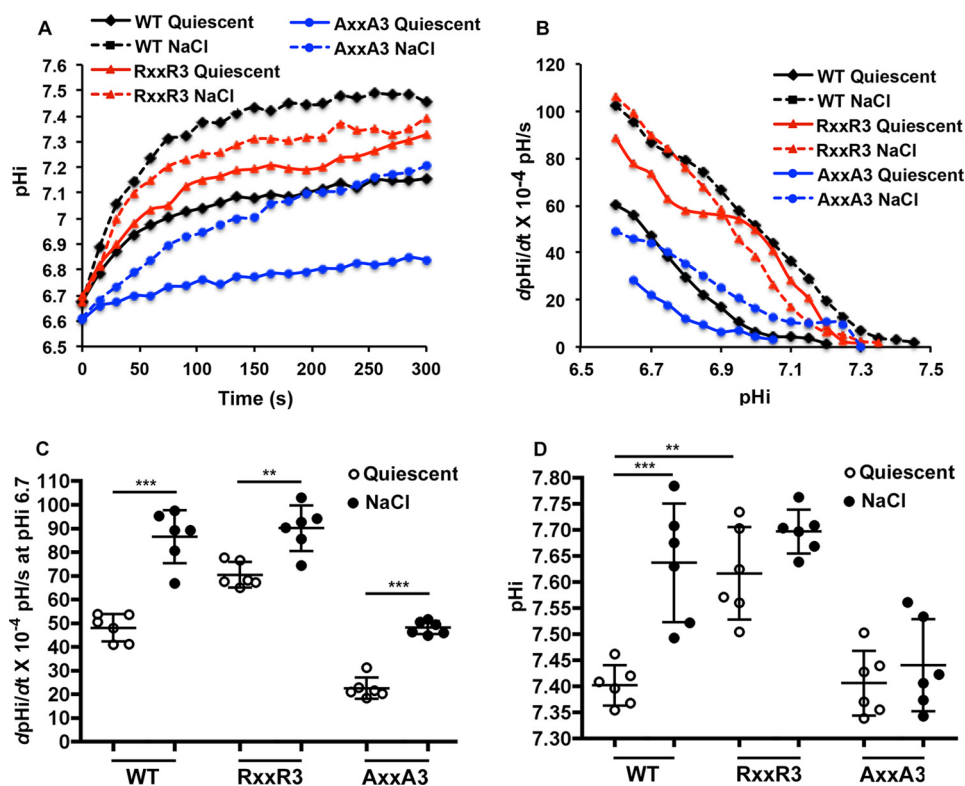 A
WT Quiescent
WT NaCl
RxxR3 Quiescent
RxxR3 NaCl
AxxA3 Quiescent
AxxA3 NaCl
pHi
7.6
7.5
7.4
7.3
7.2
7.1
7
6.9
6.8
6.7
6.6
6.5
0 50 100 150 200 250 300
Time (s)
B
WT Quiescent
WT NaCl
RxxR3 Quiescent
RxxR3 NaCl
AxxA3 Quiescent
AxxA3 NaCl
dpHi/dt X 10-4 pH/s
120
100
80
60
40
20
0
6.5 6.7 6.9 7.1 7.3 7.5
pHi
C
Quiescent
NaCl
*** ** ***
dpHi/dt X 10-4 pH/s at pHi 6.7
110
100
90
80
70
60
50
40
30
20
10
0
WT RxxR3 AxxA3
D
Quiescent
NaCl
**
***
pHi
7.80
7.75
7.70
7.65
7.60
7.55
7.50
7.45
7.40
7.35
7.30
WT RxxR3 AxxA3